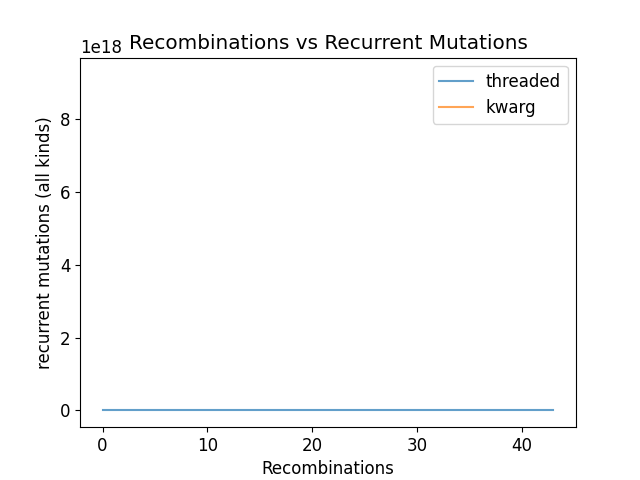 Recombinations vs Recurrent Mutations
1e18
threaded
kwarg
recurrent mutations (all kinds)
8
6
4
2
0
0 10 20 30 40
Recombinations